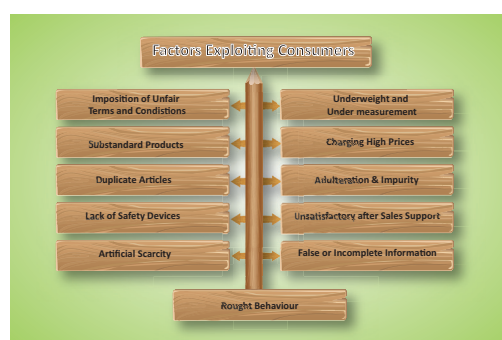 Factors Exploiting Consumers
Imposition of Unfair
Terms and Condistions
Underweight and
Under measurement
Substandard Products
Charging High Prices
Duplicate Articles
Adulteration & Impurity
Lack of Safety Devices
Unsatisfactory after Sales Support
Artificial Scarcity
False or Incomplete Information
Rought Behaviour